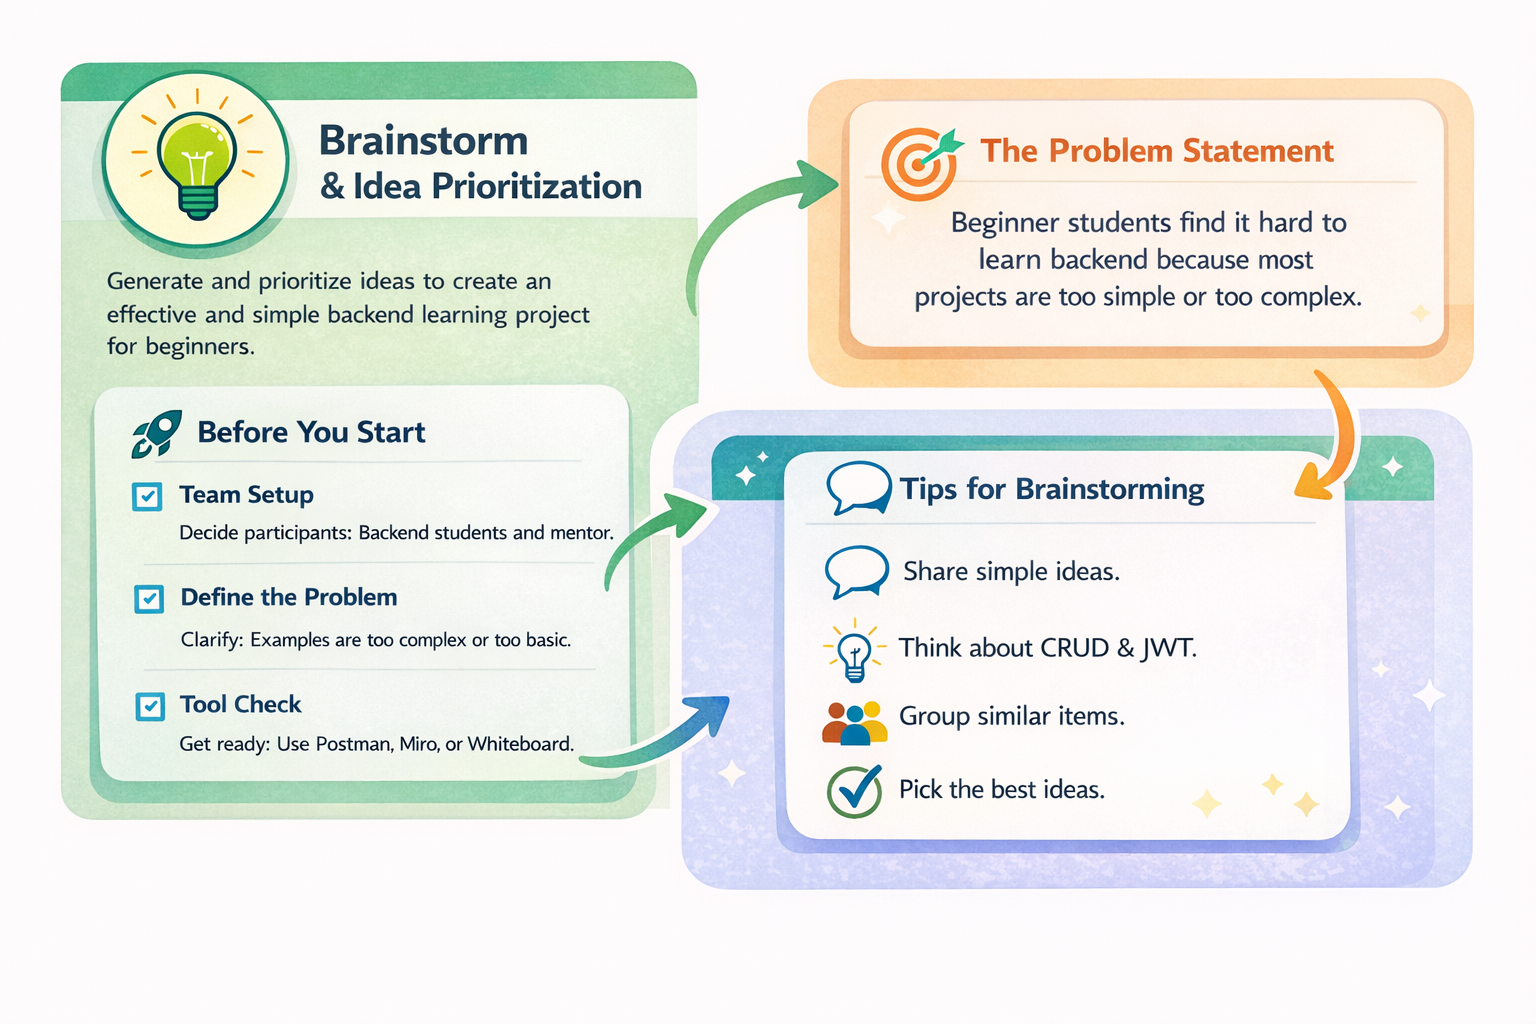 Brainstorm
& Idea Prioritization
Generate and prioritize ideas to create an
effective and simple backend learning project
for beginners.
Before You Start
Team Setup
Decide participants: Backend students and mentor.
Define the Problem
Clarify: Examples are too complex or too basic.
Tool Check
Get ready: Use Postman, Miro, or Whiteboard.
The Problem Statement
Beginner students find it hard to
learn backend because most
projects are too simple or too complex.
Tips for Brainstorming
Share simple ideas.
Think about CRUD & JWT.
Group similar items.
Pick the best ideas.